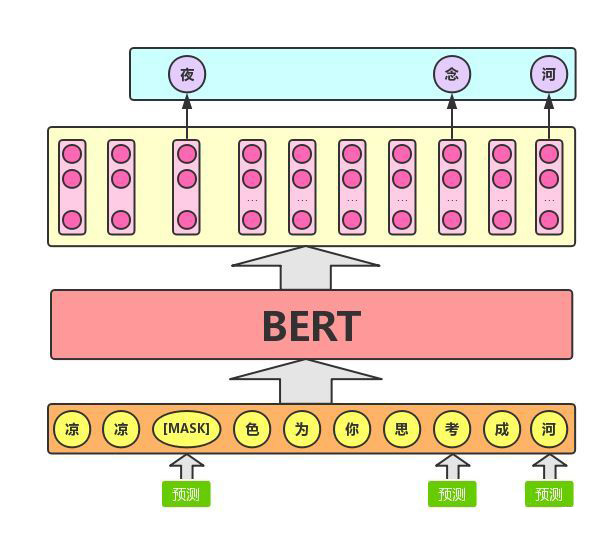 夜 念 河
... ... ... ... ... ... ...
BERT
凉 凉 [MASK] 色 为 你 思 考 成 河
预测 预测 预测